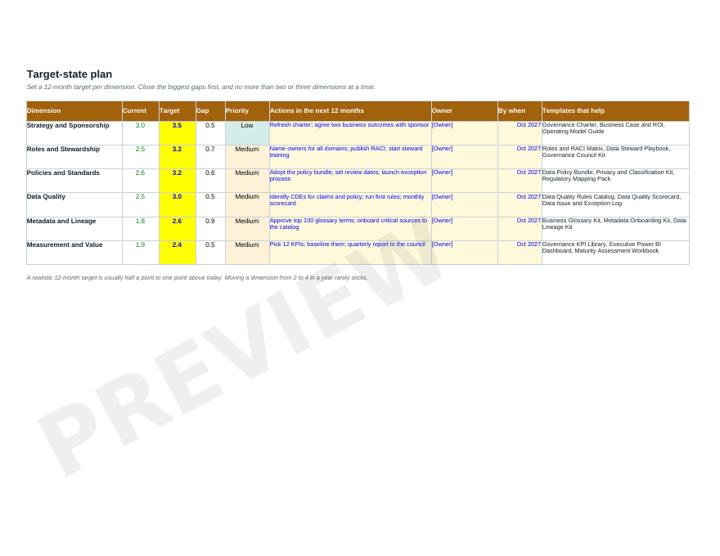 Target-state plan
Set a 12-month target per dimension. Close the biggest gaps first, and no more than two or three dimensions at a time.
Dimension Current Target Gap Priority Actions in the next 12 months Owner By when Templates that help
Strategy and Sponsorship 3.0 3.5 0.5 Low Refresh charter; agree two business outcomes with sponsor [Owner] Oct 2027 Governance Charter, Business Case and ROI,
Operating Model Guide
Roles and Stewardship 2.5 3.2 0.7 Medium Name owners for all domains; publish RACI; start steward [Owner] Oct 2027 Roles and RACI Matrix, Data Steward Playbook,
training Governance Council Kit
Policies and Standards 2.6 3.2 0.6 Medium Adopt the policy bundle; set review dates; launch exception [Owner] Oct 2027 Data Policy Bundle, Privacy and Classification Kit,
process Regulatory Mapping Pack
Data Quality 2.5 3.0 0.5 Medium Identify CDEs for claims and policy; run first rules; monthly [Owner] Oct 2027 Data Quality Rules Catalog, Data Quality Scorecard,
scorecard Data Issue and Exception Log
Metadata and Lineage 1.8 2.6 0.9 Medium Approve top 100 glossary terms; onboard critical sources to [Owner] Oct 2027 Business Glossary Kit, Metadata Onboarding Kit, Data
the catalog Lineage Kit
Measurement and Value 1.9 2.4 0.5 Medium Pick 12 KPIs; baseline them; quarterly report to the council [Owner] Oct 2027 Governance KPI Library, Executive Power BI
Dashboard, Maturity Assessment Workbook
A realistic 12-month target is usually half a point to one point above today. Moving a dimension from 2 to 4 in a year rarely sticks.
PREVIEW